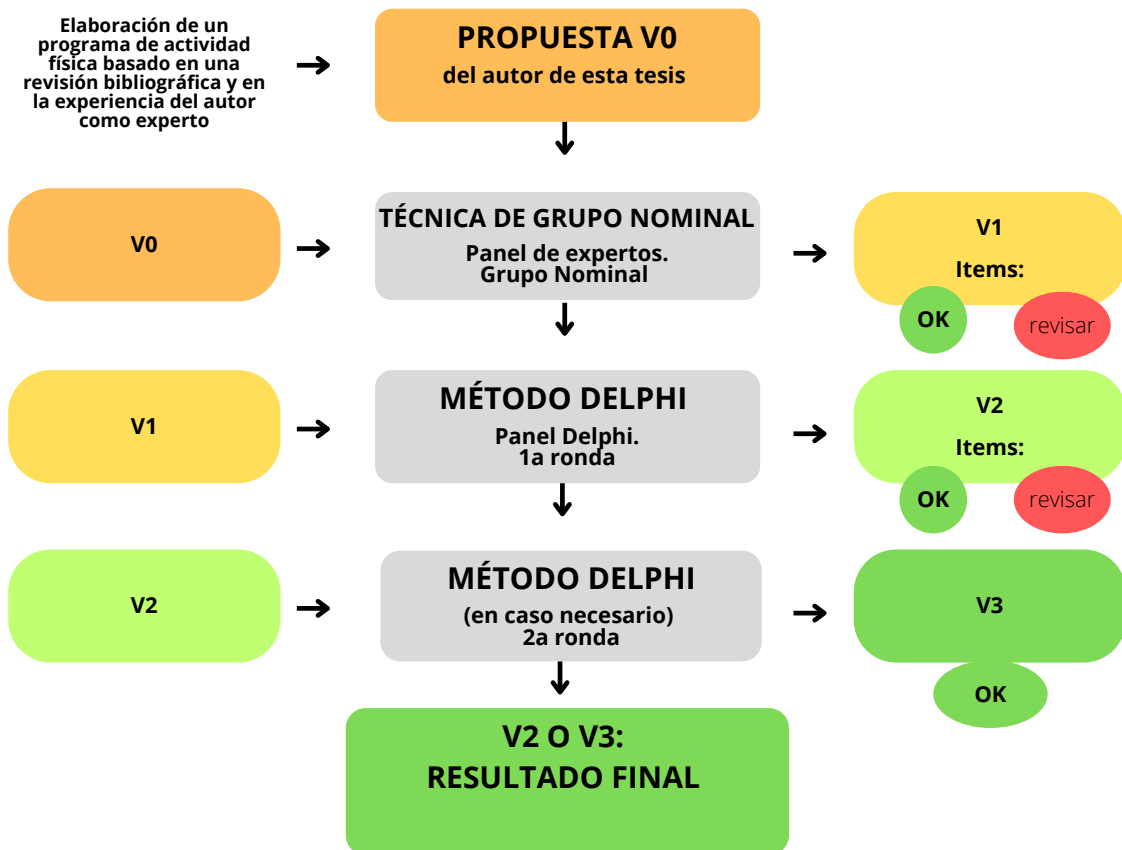 Elaboración de un
programa de actividad
física basado en una
revisión bibliográfica y en
la experiencia del autor
como experto
PROPUESTA V0
del autor de esta tesis
V0
TÉCNICA DE GRUPO NOMINAL
Panel de expertos.
Grupo Nominal
V1
Items:
OK
revisar
V1
MÉTODO DELPHI
Panel Delphi.
1a ronda
V2
Items:
OK
revisar
V2
MÉTODO DELPHI
(en caso necesario)
2a ronda
V3
OK
V2 O V3:
RESULTADO FINAL